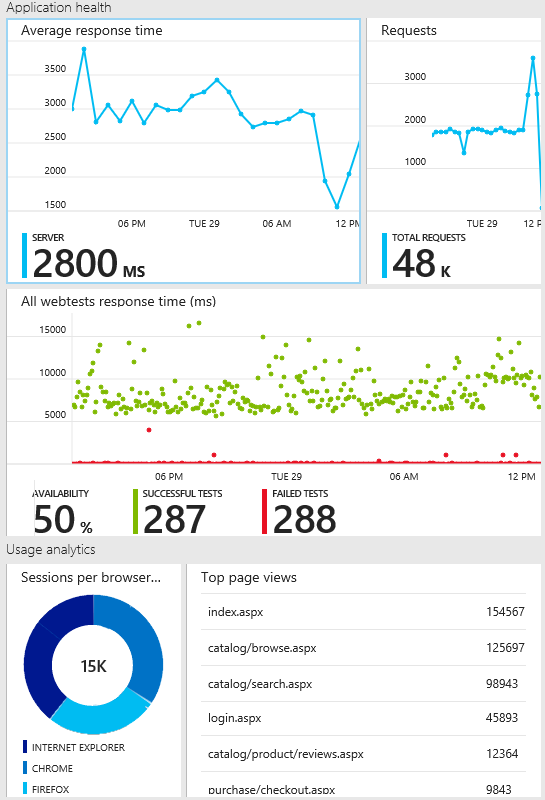 Application health
Average response time
3500
3000
2500
2000
1500
06 PM
TUE 29
06 AM
12 P
SERVER
2800 MS
Requests
3000
2000
1000
TUE 29
12 P
TOTAL REQUESTS
48 K
All webtests response time (ms)
15000
10000
5000
06 PM
TUE 29
06 AM
12 PM
AVAILABILITY
50 %
SUCCESSFUL TESTS
287
FAILED TESTS
288
Usage analytics
Sessions per browser...
15K
INTERNET EXPLORER
CHROME
FIREFOX
Top page views
index.aspx 154567
catalog/browse.aspx 125697
catalog/search.aspx 98943
login.aspx 45893
catalog/product/reviews.aspx 12364
purchase/checkout.aspx 9843